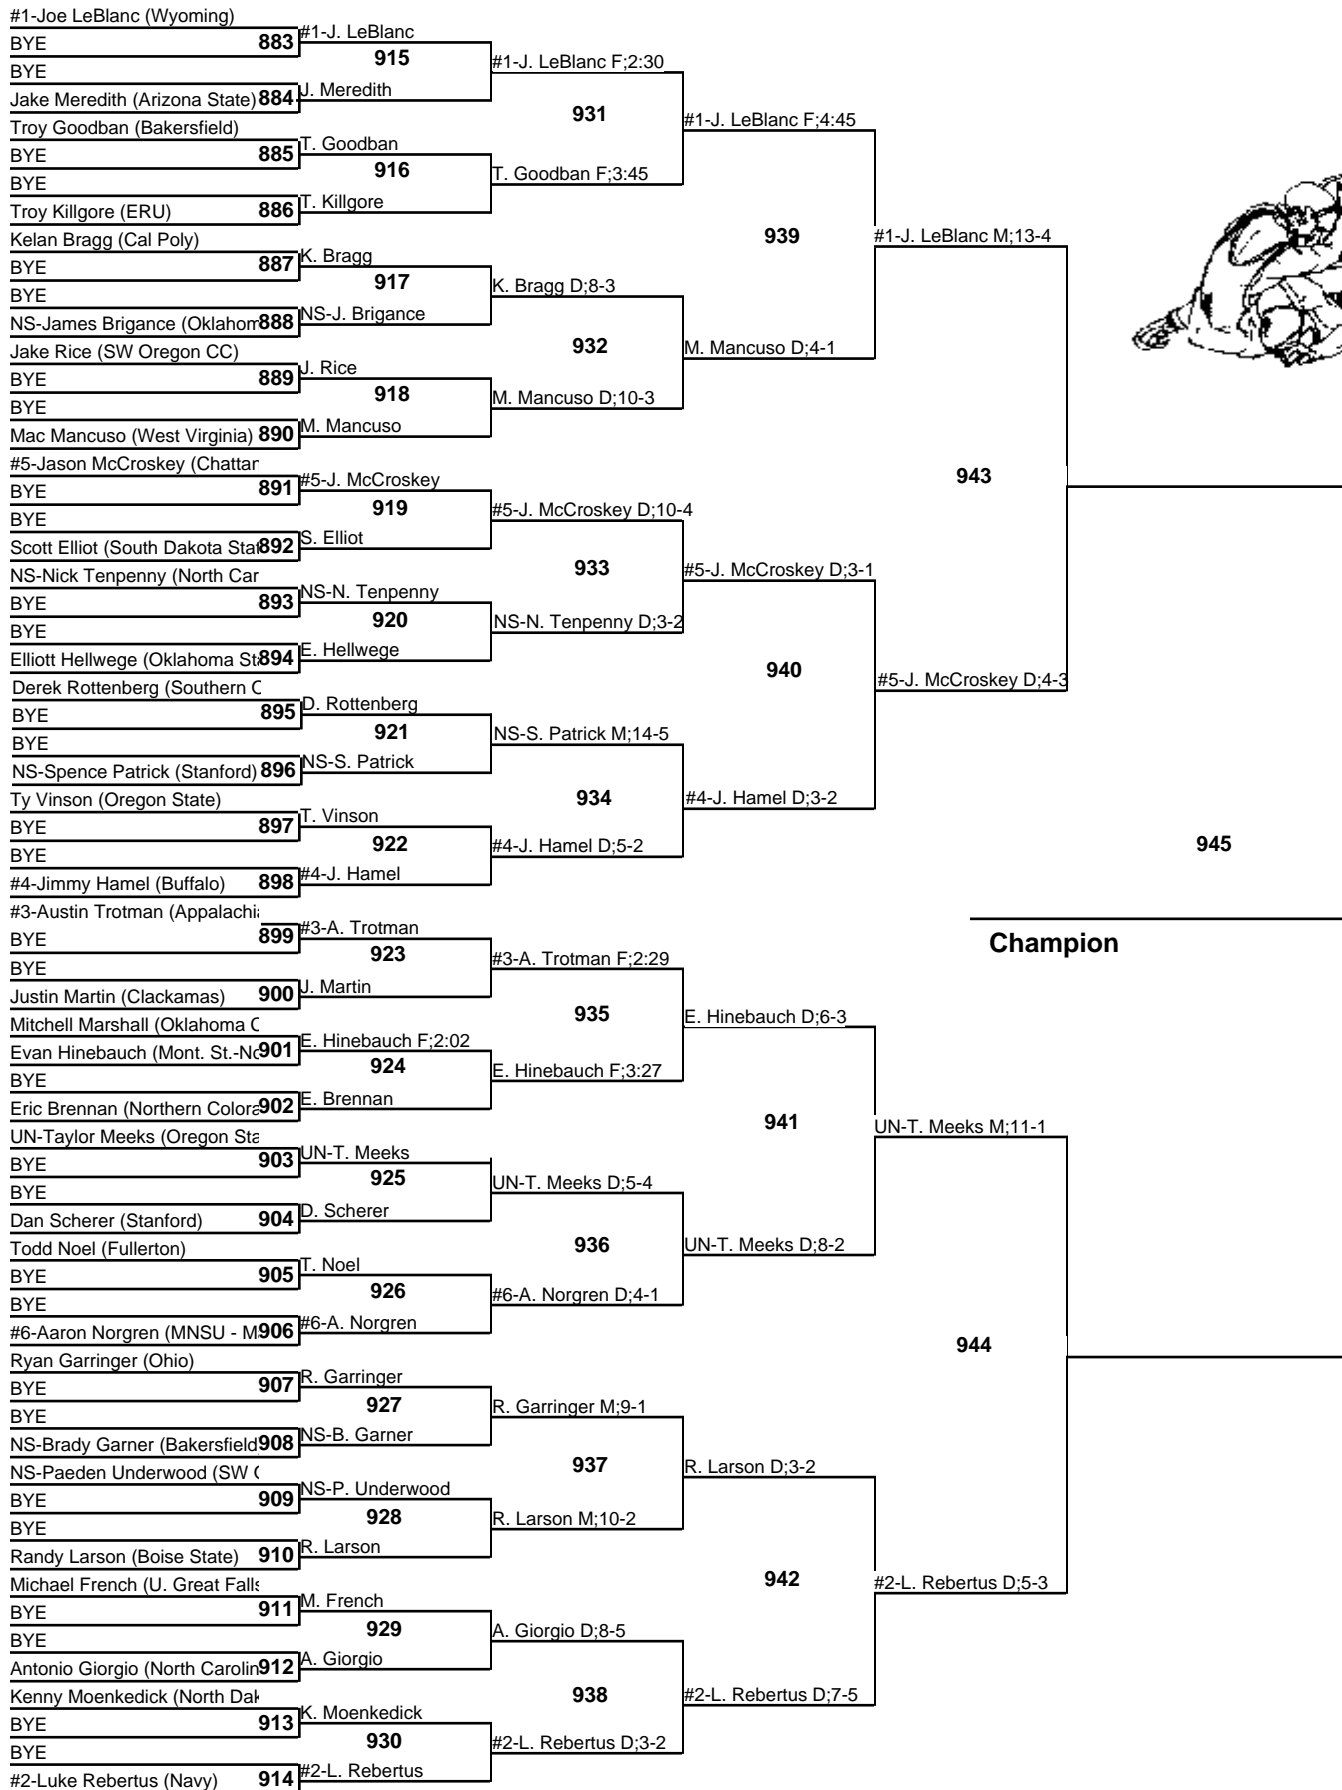 #1-Joe LeBlanc (Wyoming)
BYE
883
BYE
Jake Meredith (Arizona State)
884
Troy Goodban (Bakersfield)
BYE
885
BYE
Troy Killgore (ERU)
886
Kelan Bragg (Cal Poly)
BYE
887
BYE
NS-James Brigance (Oklahom
888
Jake Rice (SW Oregon CC)
BYE
889
BYE
Mac Mancuso (West Virginia)
890
#5-Jason McCroskey (Chattan
BYE
891
BYE
Scott Elliot (South Dakota Stat
892
NS-Nick Tenpenny (North Car
BYE
893
BYE
Elliott Hellwege (Oklahoma St
894
Derek Rottenberg (Southern
BYE
895
BYE
NS-Spence Patrick (Stanford)
896
Ty Vinson (Oregon State)
BYE
897
BYE
#4-Jimmy Hamel (Buffalo)
898
#3-Austin Trotman (Appalachi
BYE
899
BYE
Justin Martin (Clackamas)
900
Mitchell Marshall (Oklahoma
Evan Hinebauch (Mont. St.-No
901
BYE
Eric Brennan (Northern Colora
902
UN-Taylor Meeks (Oregon Sta
BYE
903
BYE
Dan Scherer (Stanford)
904
Todd Noel (Fullerton)
BYE
905
BYE
#6-Aaron Norgren (MNSU - M
906
Ryan Garringer (Ohio)
BYE
907
BYE
NS-Brady Garner (Bakersfield
908
NS-Paeden Underwood (SW
BYE
909
BYE
Randy Larson (Boise State)
910
Michael French (U. Great Falls
BYE
911
BYE
Antonio Giorgio (North Carolin
912
Kenny Moenkedick (North Dak
BYE
913
BYE
#2-Luke Rebertus (Navy)
914
#1-J. LeBlanc
915
J. Meredith
T. Goodban
916
T. Killgore
K. Bragg
917
NS-J. Brigance
J. Rice
918
M. Mancuso
#5-J. McCroskey
919
S. Elliot
NS-N. Tenpenny
920
E. Hellwege
D. Rottenberg
921
NS-S. Patrick
T. Vinson
922
#4-J. Hamel
#3-A. Trotman
923
J. Martin
E. Hinebauch F;2:02
924
E. Brennan
UN-T. Meeks
925
D. Scherer
T. Noel
926
#6-A. Norgren
R. Garringer
927
NS-B. Garner
NS-P. Underwood
928
R. Larson
M. French
929
A. Giorgio
K. Moenkedick
930
#2-L. Rebertus
#1-J. LeBlanc F;2:30
931
T. Goodban F;3:45
K. Bragg D;8-3
932
M. Mancuso D;10-3
#5-J. McCroskey D;10-4
933
NS-N. Tenpenny D;3-2
NS-S. Patrick M;14-5
934
#4-J. Hamel D;5-2
#3-A. Trotman F;2:29
935
E. Hinebauch F;3:27
UN-T. Meeks D;5-4
936
#6-A. Norgren D;4-1
R. Garringer M;9-1
937
R. Larson M;10-2
A. Giorgio D;8-5
938
#2-L. Rebertus D;3-2
#1-J. LeBlanc F;4:45
939
M. Mancuso D;4-1
#5-J. McCroskey D;3-1
940
#4-J. Hamel D;3-2
E. Hinebauch D;6-3
941
UN-T. Meeks D;8-2
R. Larson D;3-2
942
#2-L. Rebertus D;7-5
#1-J. LeBlanc M;13-4
943
#5-J. McCroskey D;4-3
UN-T. Meeks M;11-1
944
#2-L. Rebertus D;5-3
945
Champion